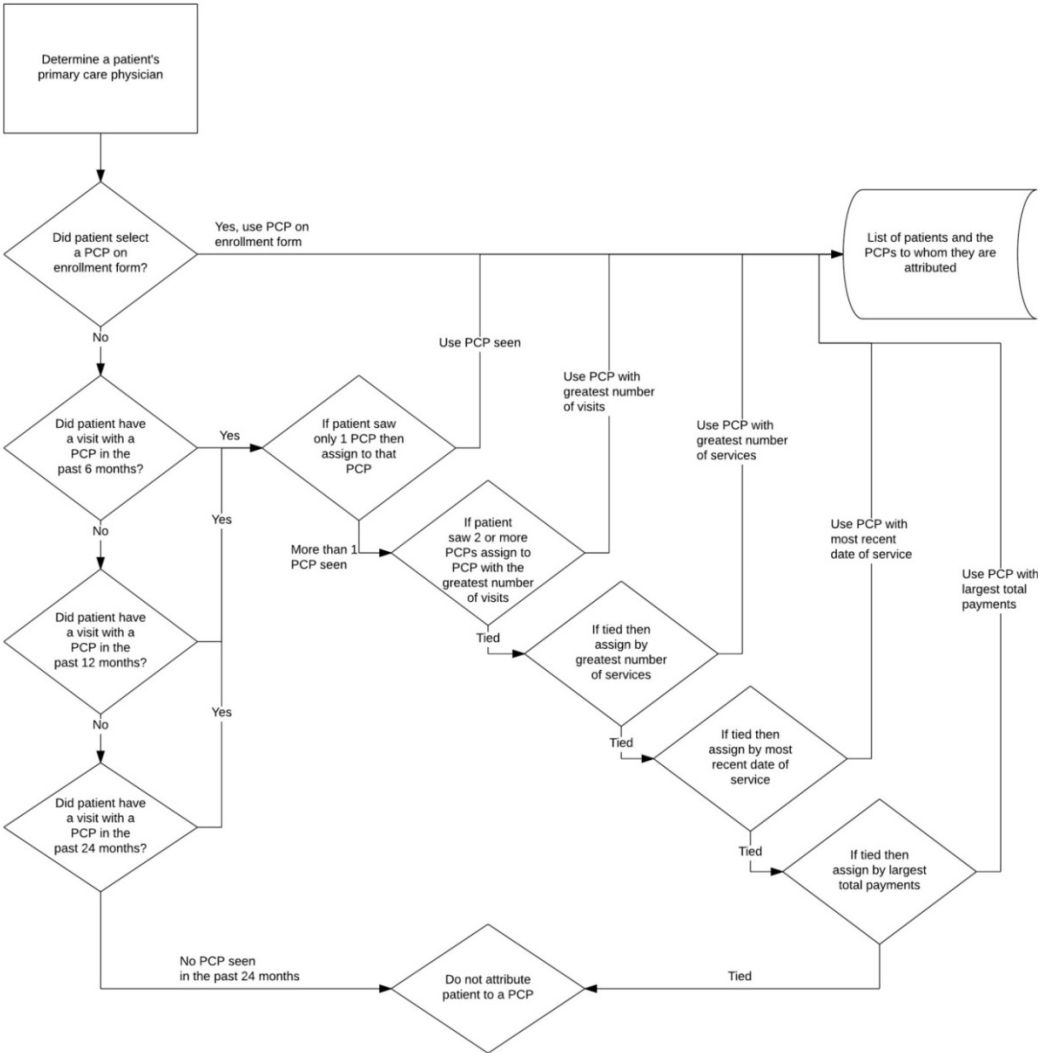 Determine a patient's
primary care physician
Did patient select
a PCP on
enrollment form?
Yes, use PCP on
enrollment form
List of patients and the
PCPs to whom they are
attributed
No
Use PCP seen
Did patient have
a visit with a
PCP in the
past 6 months?
Yes
If patient saw
only 1 PCP then
assign to that
PCP
Use PCP with
greatest number
of visits
Use PCP with
greatest number
of services
No
Yes
More than 1
PCP seen
If patient
saw 2 or more
PCPs assign to
PCP with the
greatest number
of visits
Use PCP with
most recent
date of service
Use PCP with
largest total
payments
Did patient have
a visit with a
PCP in the
past 12 months?
Tied
If tied then
assign by
greatest number
of services
No
Yes
Tied
If tied then
assign by most
recent date of
service
Did patient have
a visit with a
PCP in the
past 24 months?
Tied
If tied then
assign by largest
total payments
No PCP seen
in the past 24 months
Do not attribute
patient to a PCP
Tied